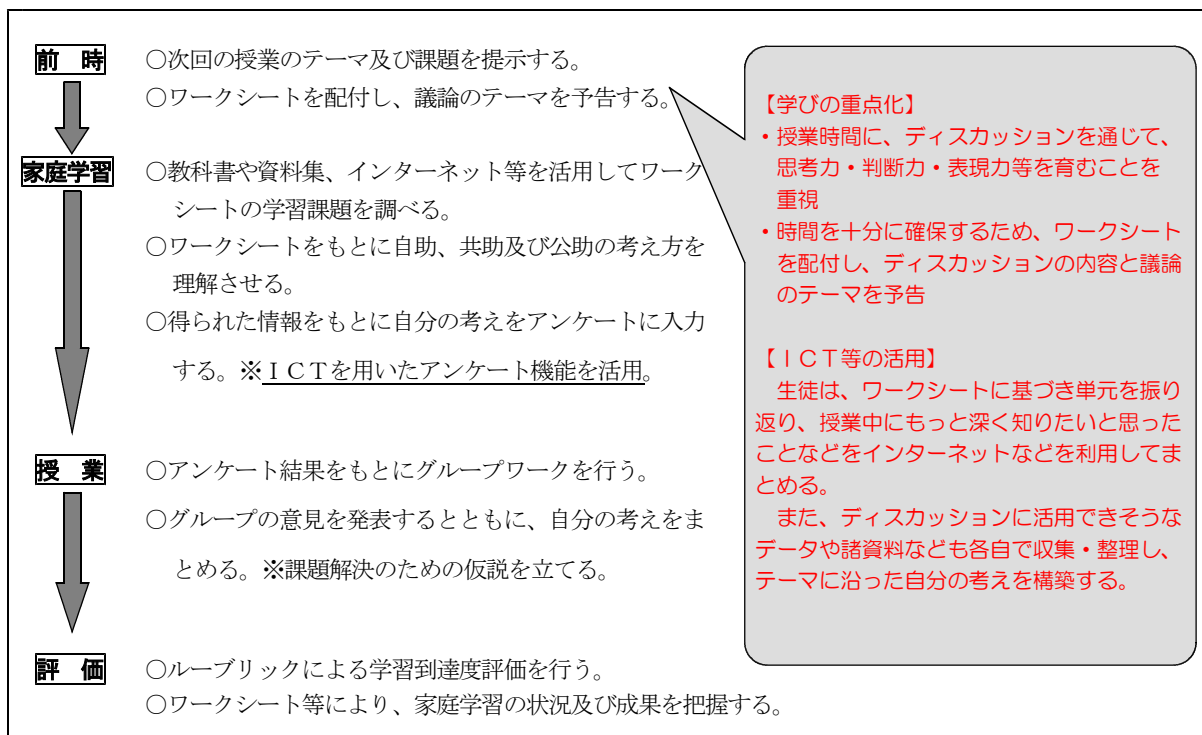 前　時
○次回の授業のテーマ及び課題を提示する。
○ワークシートを配付し、議論のテーマを予告する。
家庭学習
○教科書や資料集、インターネット等を活用してワーク
シートの学習課題を調べる。
○ワークシートをもとに自助、共助及び公助の考え方を
理解させる。
○得られた情報をもとに自分の考えをアンケートに入力
する。※ＩＣＴを用いたアンケート機能を活用。
授　業
○アンケート結果をもとにグループワークを行う。
○グループの意見を発表するとともに、自分の考えをま
とめる。※課題解決のための仮説を立てる。
評　価
○ルーブリックによる学習到達度評価を行う。
○ワークシート等により、家庭学習の状況及び成果を把握する。
【学びの重点化】
・授業時間に、ディスカッションを通じて、
思考力・判断力・表現力等を育むことを
重視
・時間を十分に確保するため、ワークシート
を配付し、ディスカッションの内容と議論
のテーマを予告
【ＩＣＴ等の活用】
生徒は、ワークシートに基づき単元を振り
返り、授業中にもっと深く知りたいと思った
ことなどをインターネットなどを利用してま
とめる。
また、ディスカッションに活用できそうな
データや諸資料なども各自で収集・整理し、
テーマに沿った自分の考えを構築する。